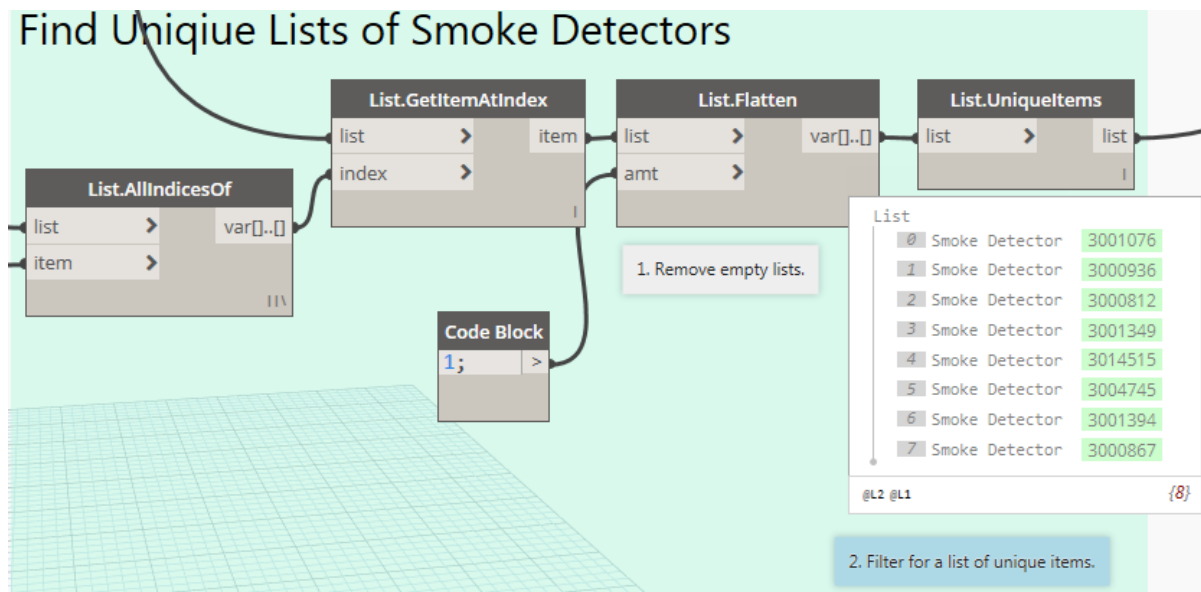 Find Uniqiue Lists of Smoke Detectors
List.GetItemAtIndex
list > item
index >
l
List.Flatten
list > var[]..[]
amt >
List.UniqueItems
list > list
l
List.AllIndicesOf
list > var[]..[]
item >
ll\
1. Remove empty lists.
Code Block
1; >
List
0 Smoke Detector 3001076
1 Smoke Detector 3000936
2 Smoke Detector 3000812
3 Smoke Detector 3001349
4 Smoke Detector 3014515
5 Smoke Detector 3004745
6 Smoke Detector 3001394
7 Smoke Detector 3000867
@L2 @L1 {8}
2. Filter for a list of unique items.